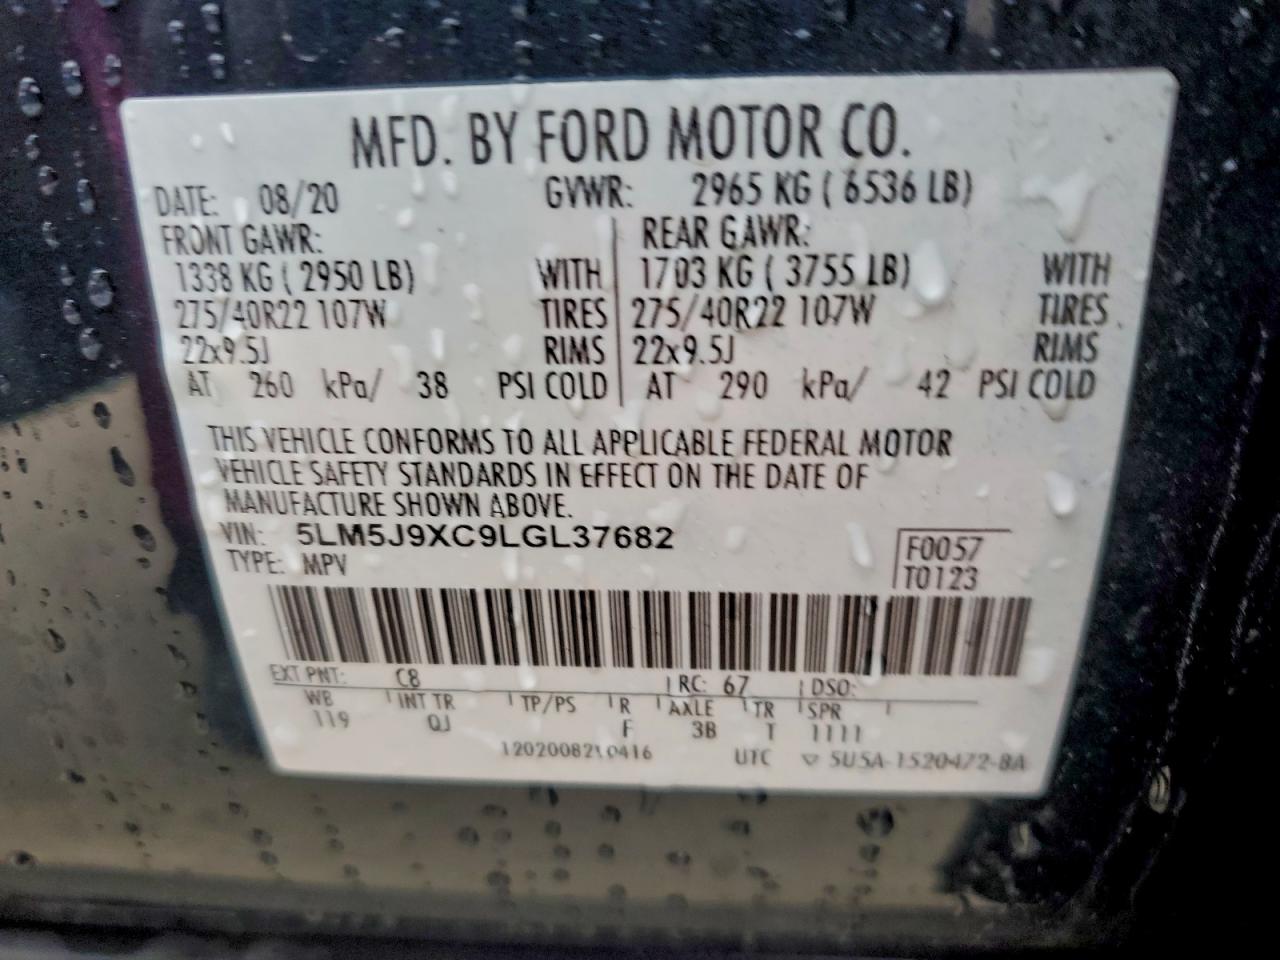 MFD. BY FORD MOTOR CO.
DATE: 08/20 GVWR: 2965 KG ( 6536 LB)
FRONT GAWR: REAR GAWR:
1338 KG ( 2950 LB) WITH 1703 KG ( 3755 LB) WITH
275/40R22 107W TIRES 275/40R22 107W TIRES
22x9.5J RIMS 22x9.5J RIMS
AT 260 kPa/ 38 PSI COLD AT 290 kPa/ 42 PSI COLD
THIS VEHICLE CONFORMS TO ALL APPLICABLE FEDERAL MOTOR
VEHICLE SAFETY STANDARDS IN EFFECT ON THE DATE OF
MANUFACTURE SHOWN ABOVE.
VIN: 5LM5J9XC9LGL37682
TYPE: MPV
F0057
T0123
EXT PNT: C8 RC: 67 DSO:
WB INT TR TP/PS R AXLE TR SPR
119 QJ F 3B T 1111
UTC ▽ 5U5A-1520472-BA